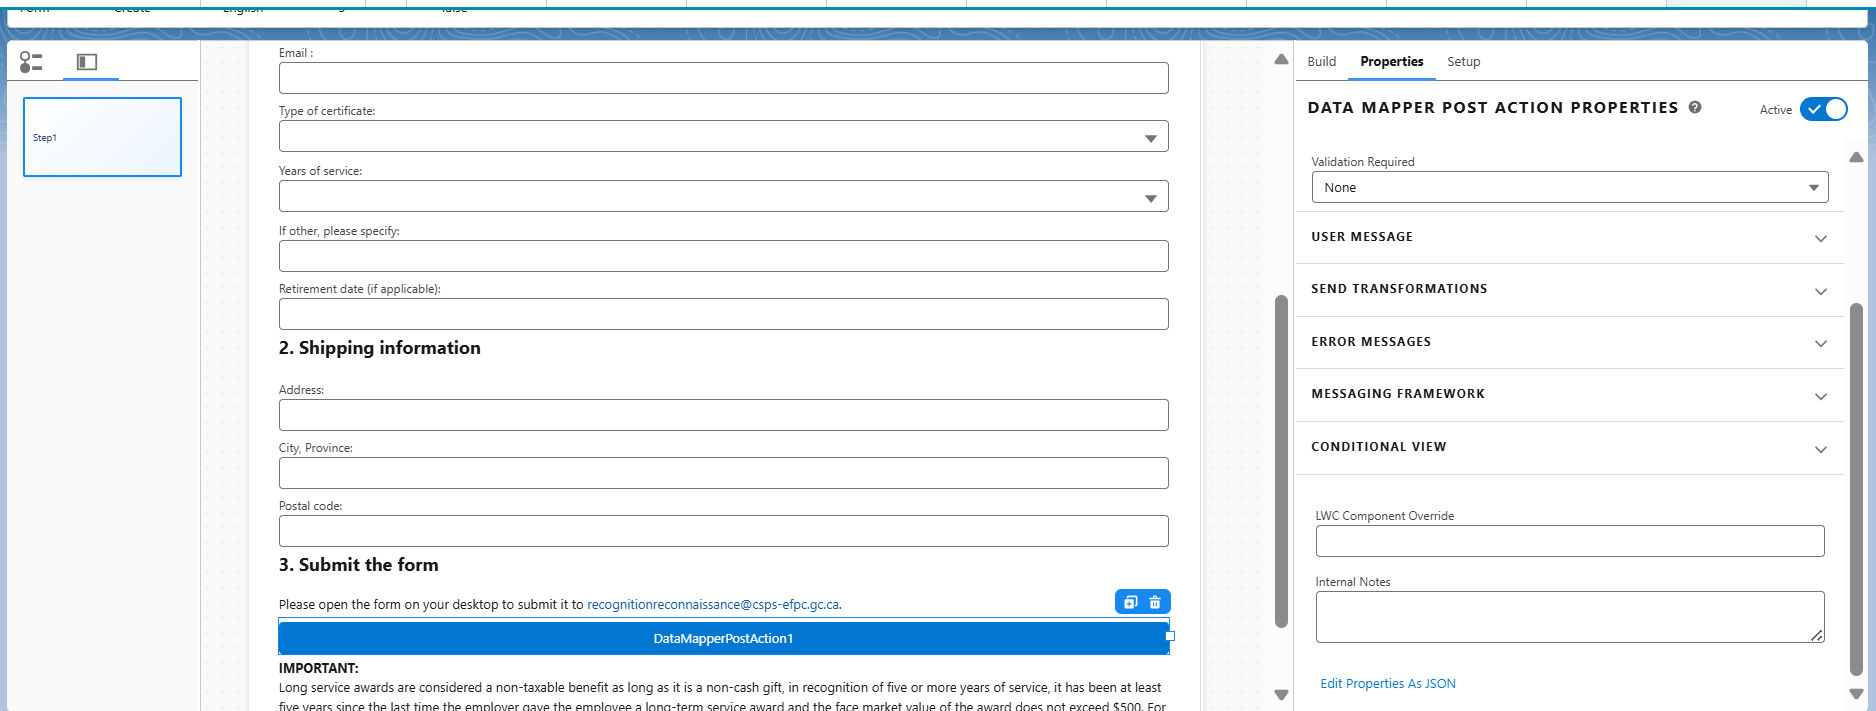 Form Create English 3 false
Step1
Email :
Type of certificate:
Years of service:
If other, please specify:
Retirement date (if applicable):
2. Shipping information
Address:
City, Province:
Postal code:
3. Submit the form
Please open the form on your desktop to submit it to recognitionreconnaissance@csps-efpc.gc.ca.
DataMapperPostAction1
IMPORTANT:
Long service awards are considered a non-taxable benefit as long as it is a non-cash gift, in recognition of five or more years of service, it has been at least
five years since the last time the employer gave the employee a long-term service award and the face market value of the award does not exceed $500. For
Build Properties Setup
DATA MAPPER POST ACTION PROPERTIES
Active
Validation Required
None
USER MESSAGE
SEND TRANSFORMATIONS
ERROR MESSAGES
MESSAGING FRAMEWORK
CONDITIONAL VIEW
LWC Component Override
Internal Notes
Edit Properties As JSON